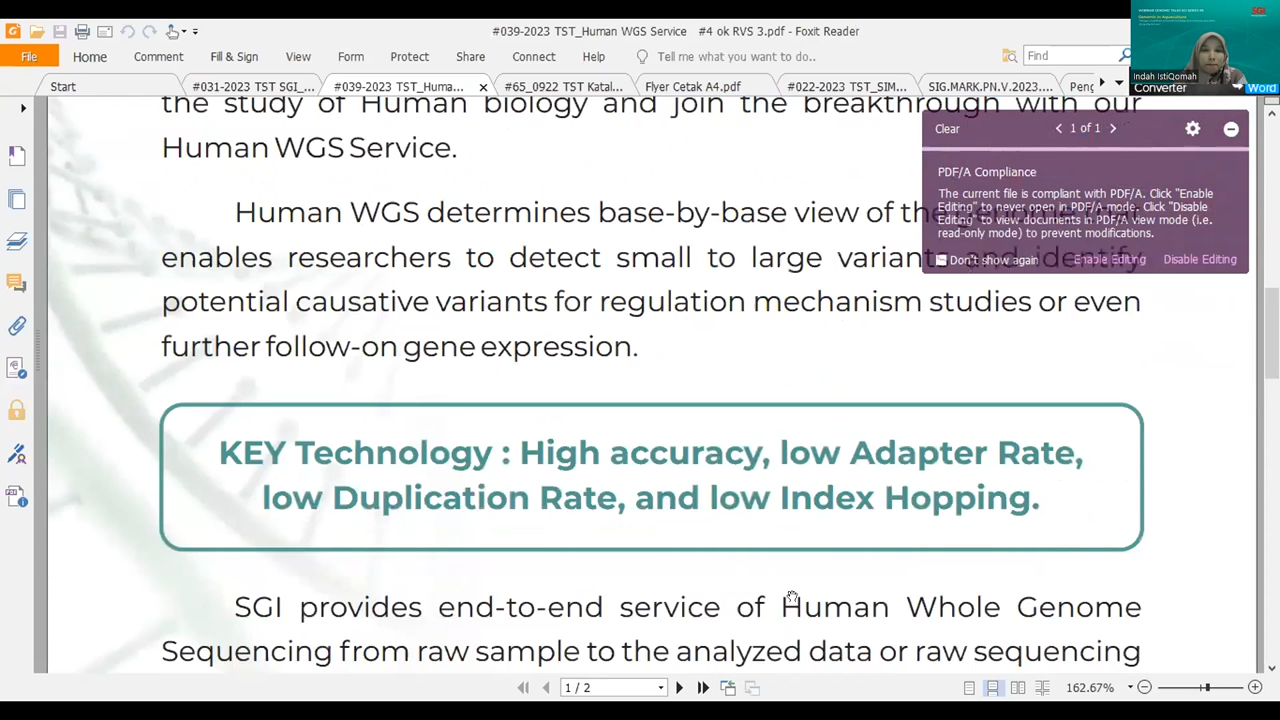 #039-2023 TST_Human WGS Service #4 ok RVS 3.pdf - Foxit Reader
File Home Comment Fill & Sign View Form Protect Share Connect Help Tell me what you want to do.. Find
Start #031-2023 TST SGI_... #039-2023 TST_Huma... #65_0922 TST Katal... Flyer Cetak A4.pdf #022-2023 TST_SIM... SIG.MARK.PN.V.2023.... Peng
SGI
Genomic in Aquaculture
Indah IstiQomah
Converter Word
the study of Human biology and join the breakthrough with our
Human WGS Service.
Human WGS determines base-by-base view of the
enables researchers to detect small to large variants and identify
potential causative variants for regulation mechanism studies or even
further follow-on gene expression.
Clear 1 of 1
PDF/A Compliance
The current file is compliant with PDF/A. Click "Enable
Editing" to never open in PDF/A mode. Click "Disable
Editing" to view documents in PDF/A view mode (i.e.
read-only mode) to prevent modifications.
Don't show again Enable Editing Disable Editing
KEY Technology : High accuracy, low Adapter Rate,
low Duplication Rate, and low Index Hopping.
SGI provides end-to-end service of Human Whole Genome
Sequencing from raw sample to the analyzed data or raw sequencing
1 / 2 162.67%